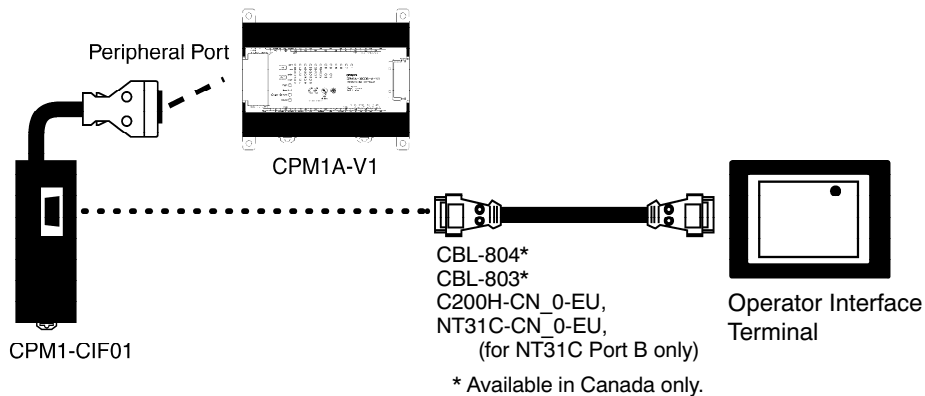 Peripheral Port
CPM1A-V1
CBL-804*
CBL-803*
C200H-CN_0-EU,
NT31C-CN_0-EU,
(for NT31C Port B only)
* Available in Canada only.
Operator Interface
Terminal
CPM1-CIF01